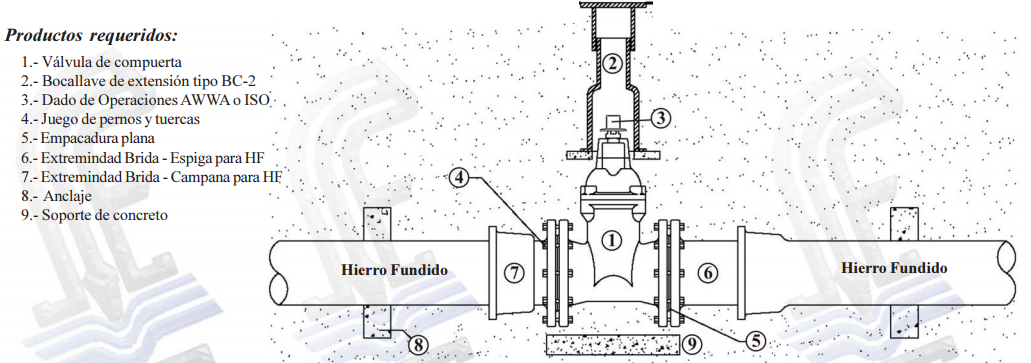 Productos requeridos:
1.- Válvula de compuerta
2.- Bocallave de extensión tipo BC-2
3.- Dado de Operaciones AWWA o ISO
4.- Juego de pernos y tuercas
5.- Empacadura plana
6.- Extremindad Brida - Espiga para HF
7.- Extremindad Brida - Campana para HF
8.- Anclaje
9.- Soporte de concreto
2
3
4
1
Hierro Fundido
7
6
Hierro Fundido
8
9
5